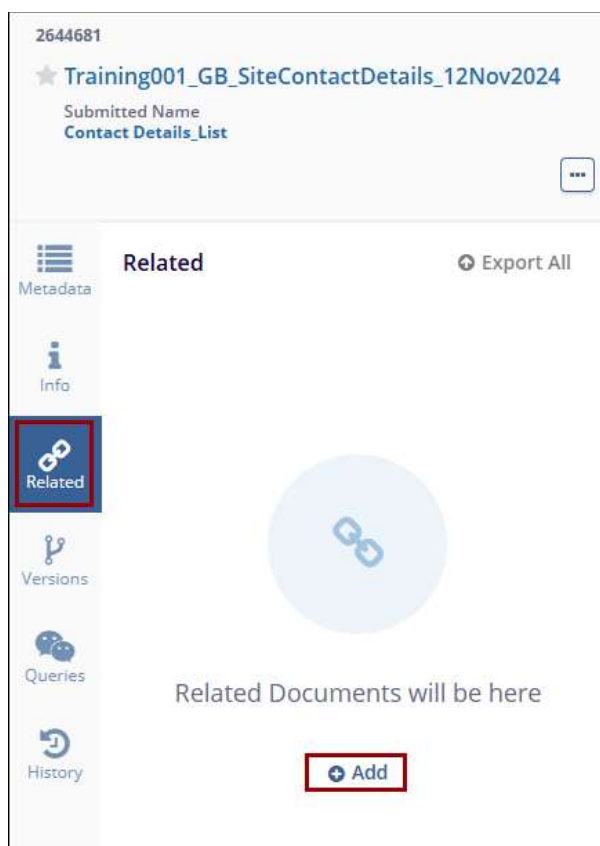 2644681
Training001_GB_SiteContactDetails_12Nov2024
Submitted Name
Contact Details_List
Metadata
Info
Related
Versions
Queries
History
Related
Export All
Related Documents will be here
Add